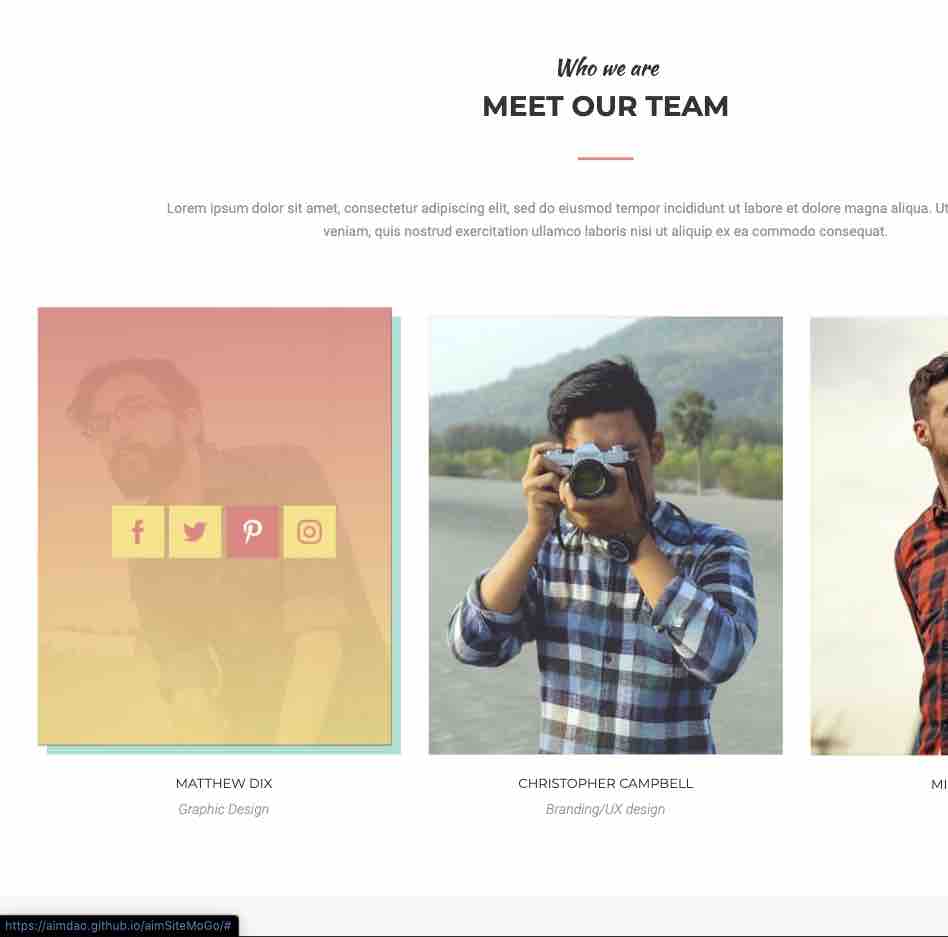 Who we are
MEET OUR TEAM
Lorem ipsum dolor sit amet, consectetur adipiscing elit, sed do eiusmod tempor incididunt ut labore et dolore magna aliqua. Ut
veniam, quis nostrud exercitation ullamco laboris nisi ut aliquip ex ea commodo consequat.
MATTHEW DIX
CHRISTOPHER CAMPBELL
MI
Graphic Design
Branding/UX design
https://aimdao.github.io/aimSiteMoGo/#